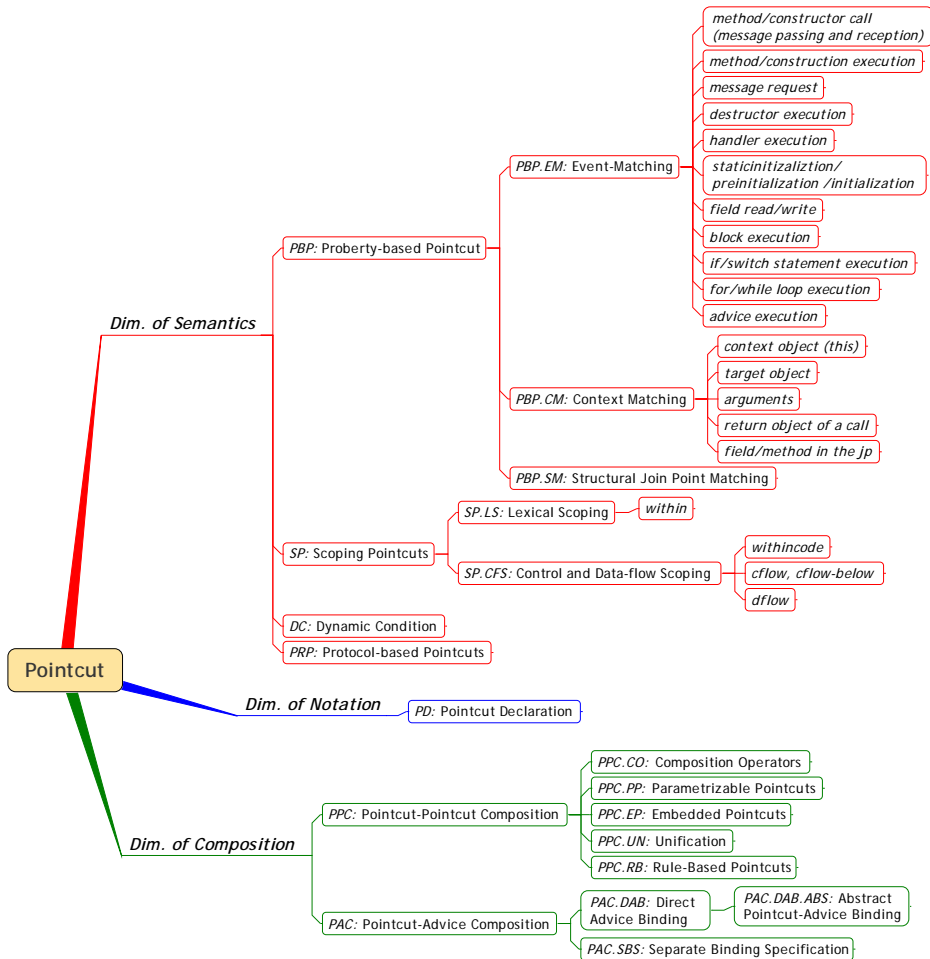 method/constructor call
(message passing and reception)
method/construction execution
message request
destructor execution
handler execution
PBP.EM: Event-Matching
staticinitizaliztion/
preinitialization /initialization
field read/write
block execution
if/switch statement execution
for/while loop execution
advice execution
PBP: Proberty-based Pointcut
Dim. of Semantics
context object (this)
target object
PBP.CM: Context Matching
arguments
return object of a call
field/method in the jp
PBP.SM: Structural Join Point Matching
SP.LS: Lexical Scoping
within
SP: Scoping Pointcuts
withincode
SP.CFS: Control and Data-flow Scoping
cflow, cflow-below
dflow
DC: Dynamic Condition
PRP: Protocol-based Pointcuts
Pointcut
Dim. of Notation
PD: Pointcut Declaration
PPC.CO: Composition Operators
PPC.PP: Parametrizable Pointcuts
PPC: Pointcut-Pointcut Composition
PPC.EP: Embedded Pointcuts
PPC.UN: Unification
PPC.RB: Rule-Based Pointcuts
Dim. of Composition
PAC: Pointcut-Advice Composition
PAC.DAB: Direct
Advice Binding
PAC.DAB.ABS: Abstract
Pointcut-Advice Binding
PAC.SBS: Separate Binding Specification